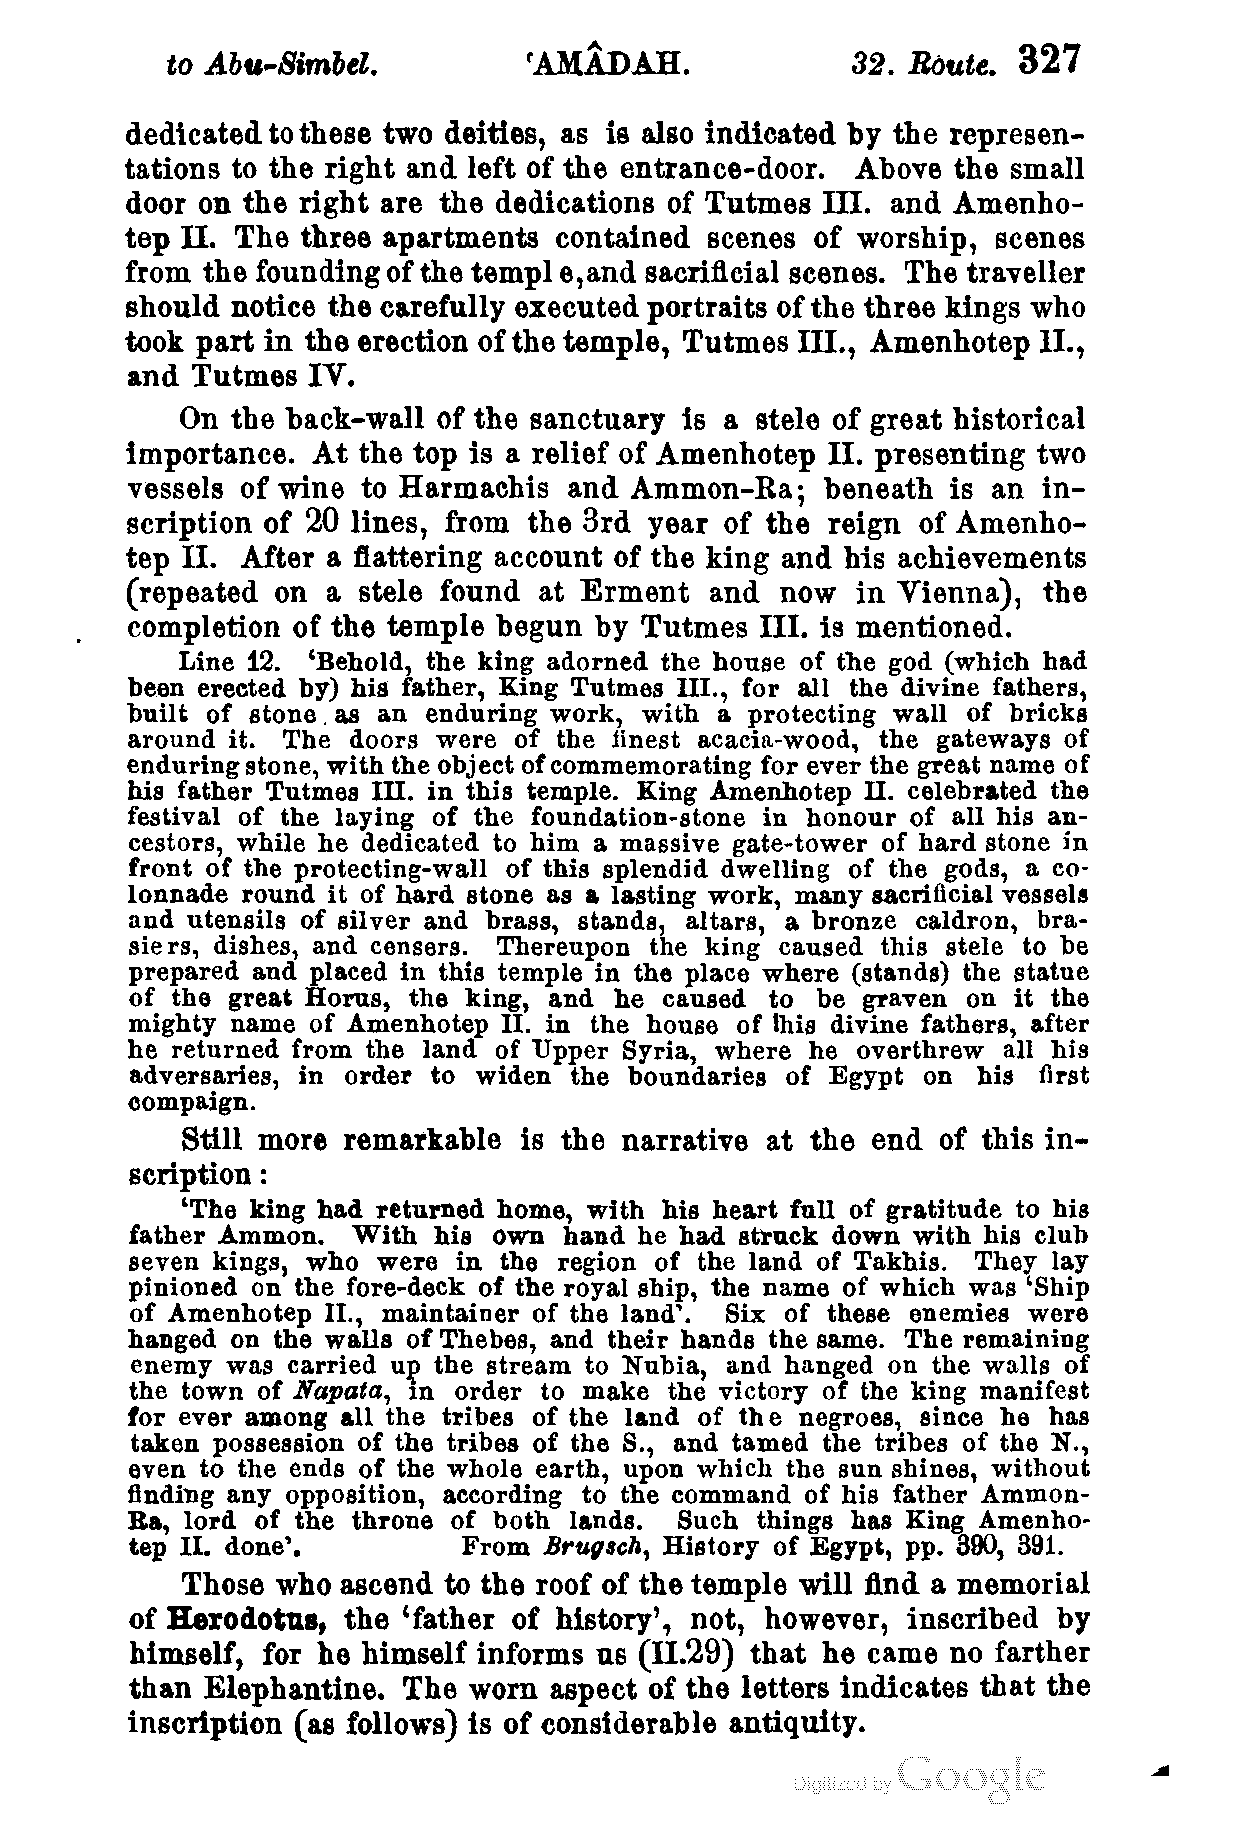 to Abu-Simbel. ʿAMÂDAH. 32. Route. 327
dedicated to these two deities, as is also indicated by the represen-
tations to the right and left of the entrance-door. Above the small
door on the right are the dedications of Tutmes III. and Amenho-
tep II. The three apartments contained scenes of worship, scenes
from the founding of the templ e,and sacrificial scenes. The traveller
should notice the carefully executed portraits of the three kings who
took part in the erection of the temple, Tutmes III., Amenhotep II.,
and Tutmes IV.
On the back-wall of the sanctuary is a stele of great historical
importance. At the top is a relief of Amenhotep II. presenting two
vessels of wine to Harmachis and Ammon-Ra; beneath is an in-
scription of 20 lines, from the 3rd year of the reign of Amenho-
tep II. After a flattering account of the king and his achievements
(repeated on a stele found at Erment and now in Vienna), the
completion of the temple begun by Tutmes III. is mentioned.
Line 12. ‘Behold, the king adorned the house of the god (which had
been erected by) his father, King Tutmes III., for all the divine fathers,
built of stone. as an enduring work, with a protecting wall of bricks
around it. The doors were of the finest acacia-wood, the gateways of
enduring stone, with the object of commemorating for ever the great name of
his father Tutmes III. in this temple. King Amenhotep II. celebrated the
festival of the laying of the foundation-stone in honour of all his an-
cestors, while he dedicated to him a massive gate-tower of hard stone in
front of the protecting-wall of this splendid dwelling of the gods, a co-
lonnade round it of hard stone as a lasting work, many sacrificial vessels
and utensils of silver and brass, stands, altars, a bronze caldron, bra-
siers, dishes, and censers. Thereupon the king caused this stele to be
prepared and placed in this temple in the place where (stands) the statue
of the great Horus, the king, and he caused to be graven on it the
mighty name of Amenhotep II. in the house of lhis divine fathers, after
he returned from the land of Upper Syria, where he overthrew all his
adversaries, in order to widen the boundaries of Egypt on his first
compaign.
Still more remarkable is the narrative at the end of this in-
scription:
‘The king had returned home, with his heart full of gratitude to his
father Ammon. With his own hand he had struck down with his club
seven kings, who were in the region of the land of Takhis. They lay
pinioned on the fore-deck of the royal ship, the name of which was ‘Ship
of Amenhotep II., maintainer of the land’. Six of these enemies were
hanged on the walls of Thebes, and their hands the same. The remaining
enemy was carried up the stream to Nubia, and hanged on the walls of
the town of Napata, in order to make the victory of the king manifest
for ever among all the tribes of the land of the negroes, since he has
taken possession of the tribes of the S., and tamed the tribes of the N.,
even to the ends of the whole earth, upon which the sun shines, without
finding any opposition, according to the command of his father Ammon-
Ra, lord of the throne of both lands. Such things has King Amenho-
tep II. done’. From Brugsch, History of Egypt, pp. 390, 391.
Those who ascend to the roof of the temple will find a memorial
of Herodotus, the ‘father of history’, not, however, inscribed by
himself, for he himself informs us (II.29) that he came no farther
than Elephantine. The worn aspect of the letters indicates that the
inscription (as follows) is of considerable antiquity.
Digitized by Google